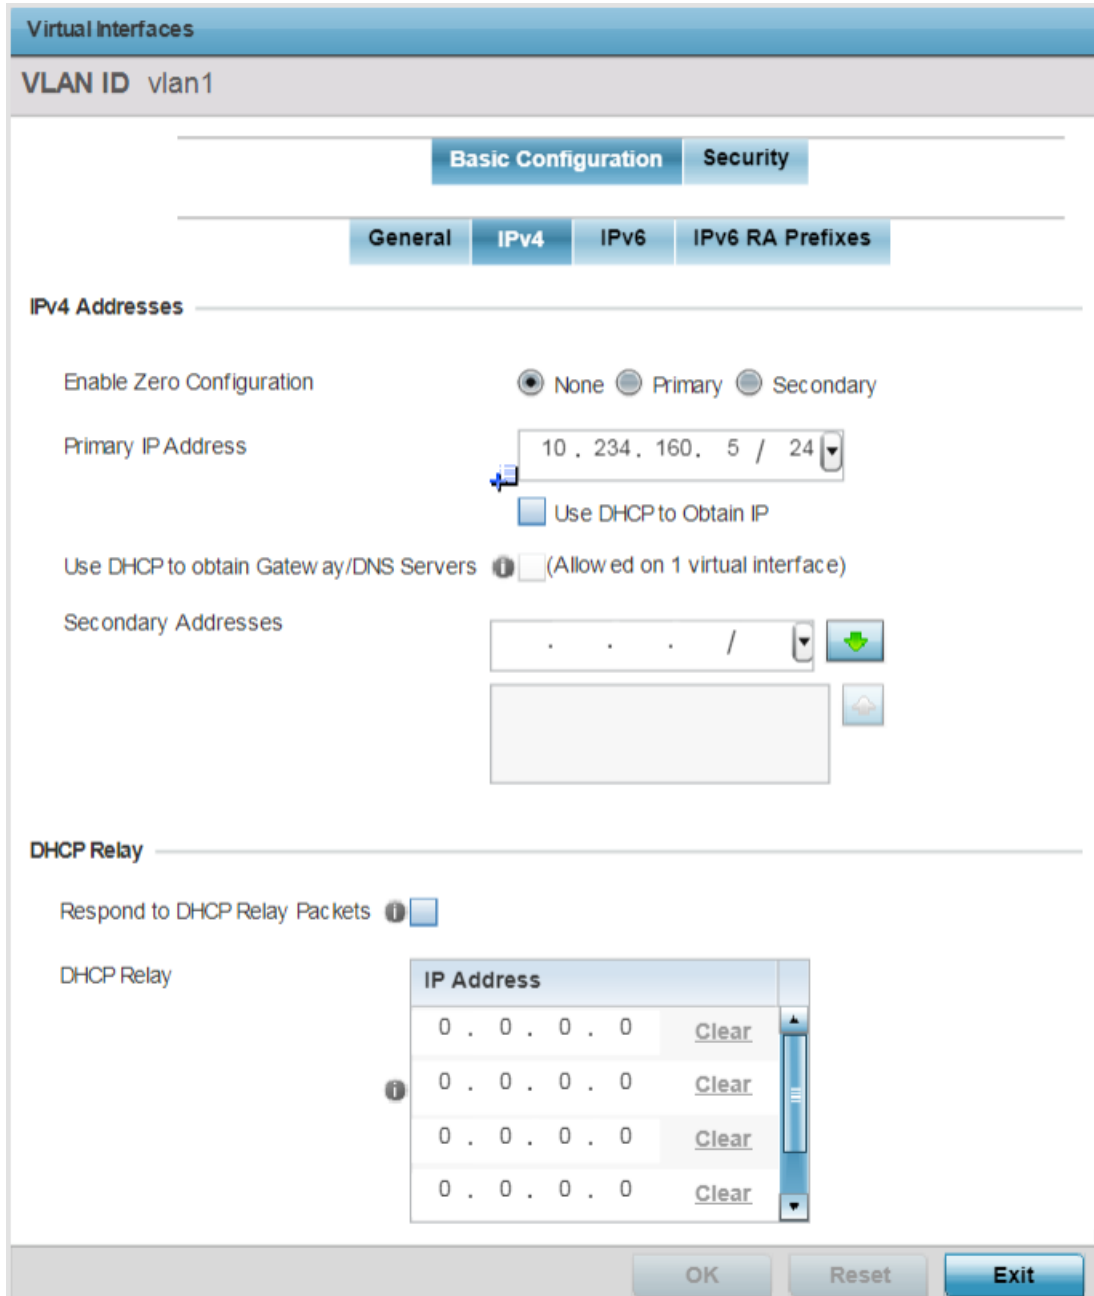 Virtual Interfaces
VLAN ID vlan1
Basic Configuration Security
General IPv4 IPv6 IPv6 RA Prefixes
IPv4 Addresses
Enable Zero Configuration None Primary Secondary
Primary IP Address 10 . 234 . 160 . 5 / 24
Use DHCP to Obtain IP
Use DHCP to obtain Gateway/DNS Servers (Allowed on 1 virtual interface)
Secondary Addresses . . . /
DHCP Relay
Respond to DHCP Relay Packets
DHCP Relay IP Address
0 . 0 . 0 . 0 Clear
0 . 0 . 0 . 0 Clear
0 . 0 . 0 . 0 Clear
0 . 0 . 0 . 0 Clear
OK Reset Exit